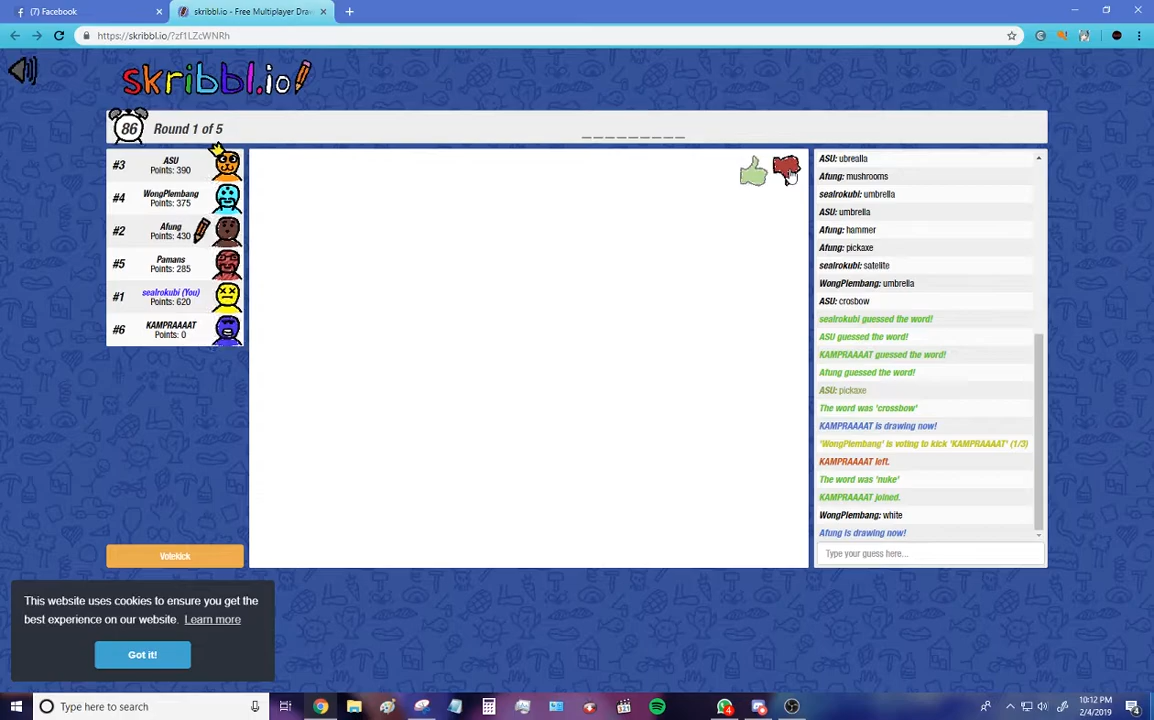 (7) Facebook
skribbl.io - Free Multiplayer Draw
https://skribbl.io/?zf1LZcWNRh
skribbl.io
86
Round 1 of 5
_________
#3
ASU
Points: 390
#4
WongPlembang
Points: 375
#2
Afung
Points: 430
#5
Pamans
Points: 285
#1
sealrokubi (You)
Points: 620
#6
KAMPRAAAAT
Points: 0
ASU: ubrealla
Afung: mushrooms
sealrokubi: umbrella
ASU: umbrella
Afung: hammer
Afung: pickaxe
sealrokubi: satelite
WongPlembang: umbrella
ASU: crosbow
sealrokubi guessed the word!
ASU guessed the word!
KAMPRAAAAT guessed the word!
Afung guessed the word!
ASU: pickaxe
The word was 'crossbow'
KAMPRAAAAT is drawing now!
'WongPlembang' is voting to kick 'KAMPRAAAAT' (1/3)
KAMPRAAAAT left.
The word was 'nuke'
KAMPRAAAAT joined.
WongPlembang: white
Afung is drawing now!
Type your guess here...
Votekick
This website uses cookies to ensure you get the
best experience on our website. Learn more
Got it!
Type here to search
4
10:12 PM
2/4/2019